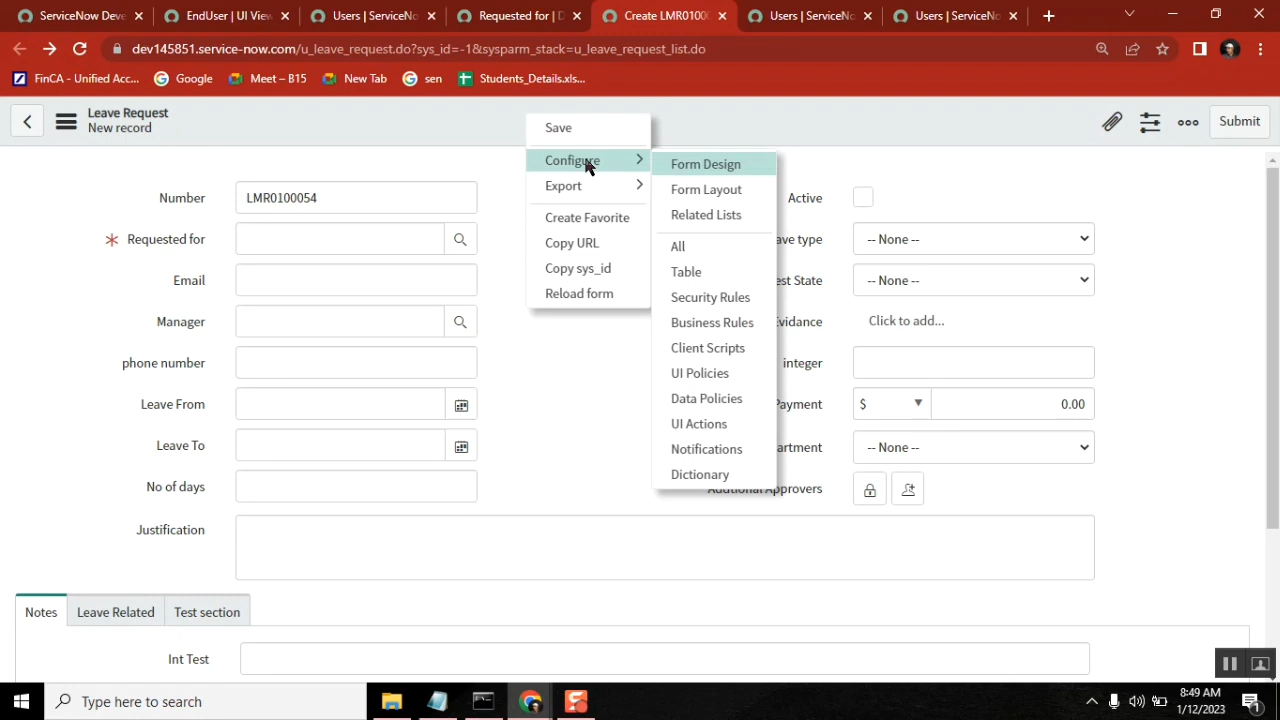 ServiceNow Deve
EndUser | UI View
Users | ServiceNo
Requested for | D
Create LMR0100
Users | ServiceNo
Users | ServiceNo
dev145851.service-now.com/u_leave_request.do?sys_id=-1&sysparm_stack=u_leave_request_list.do
FinCA - Unified Acc...
Google
Meet – B15
New Tab
sen
Students_Details.xls...
Leave Request
New record
Submit
Save
Configure
Export
Create Favorite
Copy URL
Copy sys_id
Reload form
Form Design
Form Layout
Related Lists
All
Table
Security Rules
Business Rules
Client Scripts
UI Policies
Data Policies
UI Actions
Notifications
Dictionary
Number
LMR0100054
Requested for
Email
Manager
phone number
Leave From
Leave To
No of days
Justification
Active
ave type
-- None --
est State
-- None --
vidence
Click to add...
integer
Payment
$
0.00
artment
-- None --
Additional Approvers
Notes
Leave Related
Test section
Int Test
Type here to search
8:49 AM
1/12/2023
1